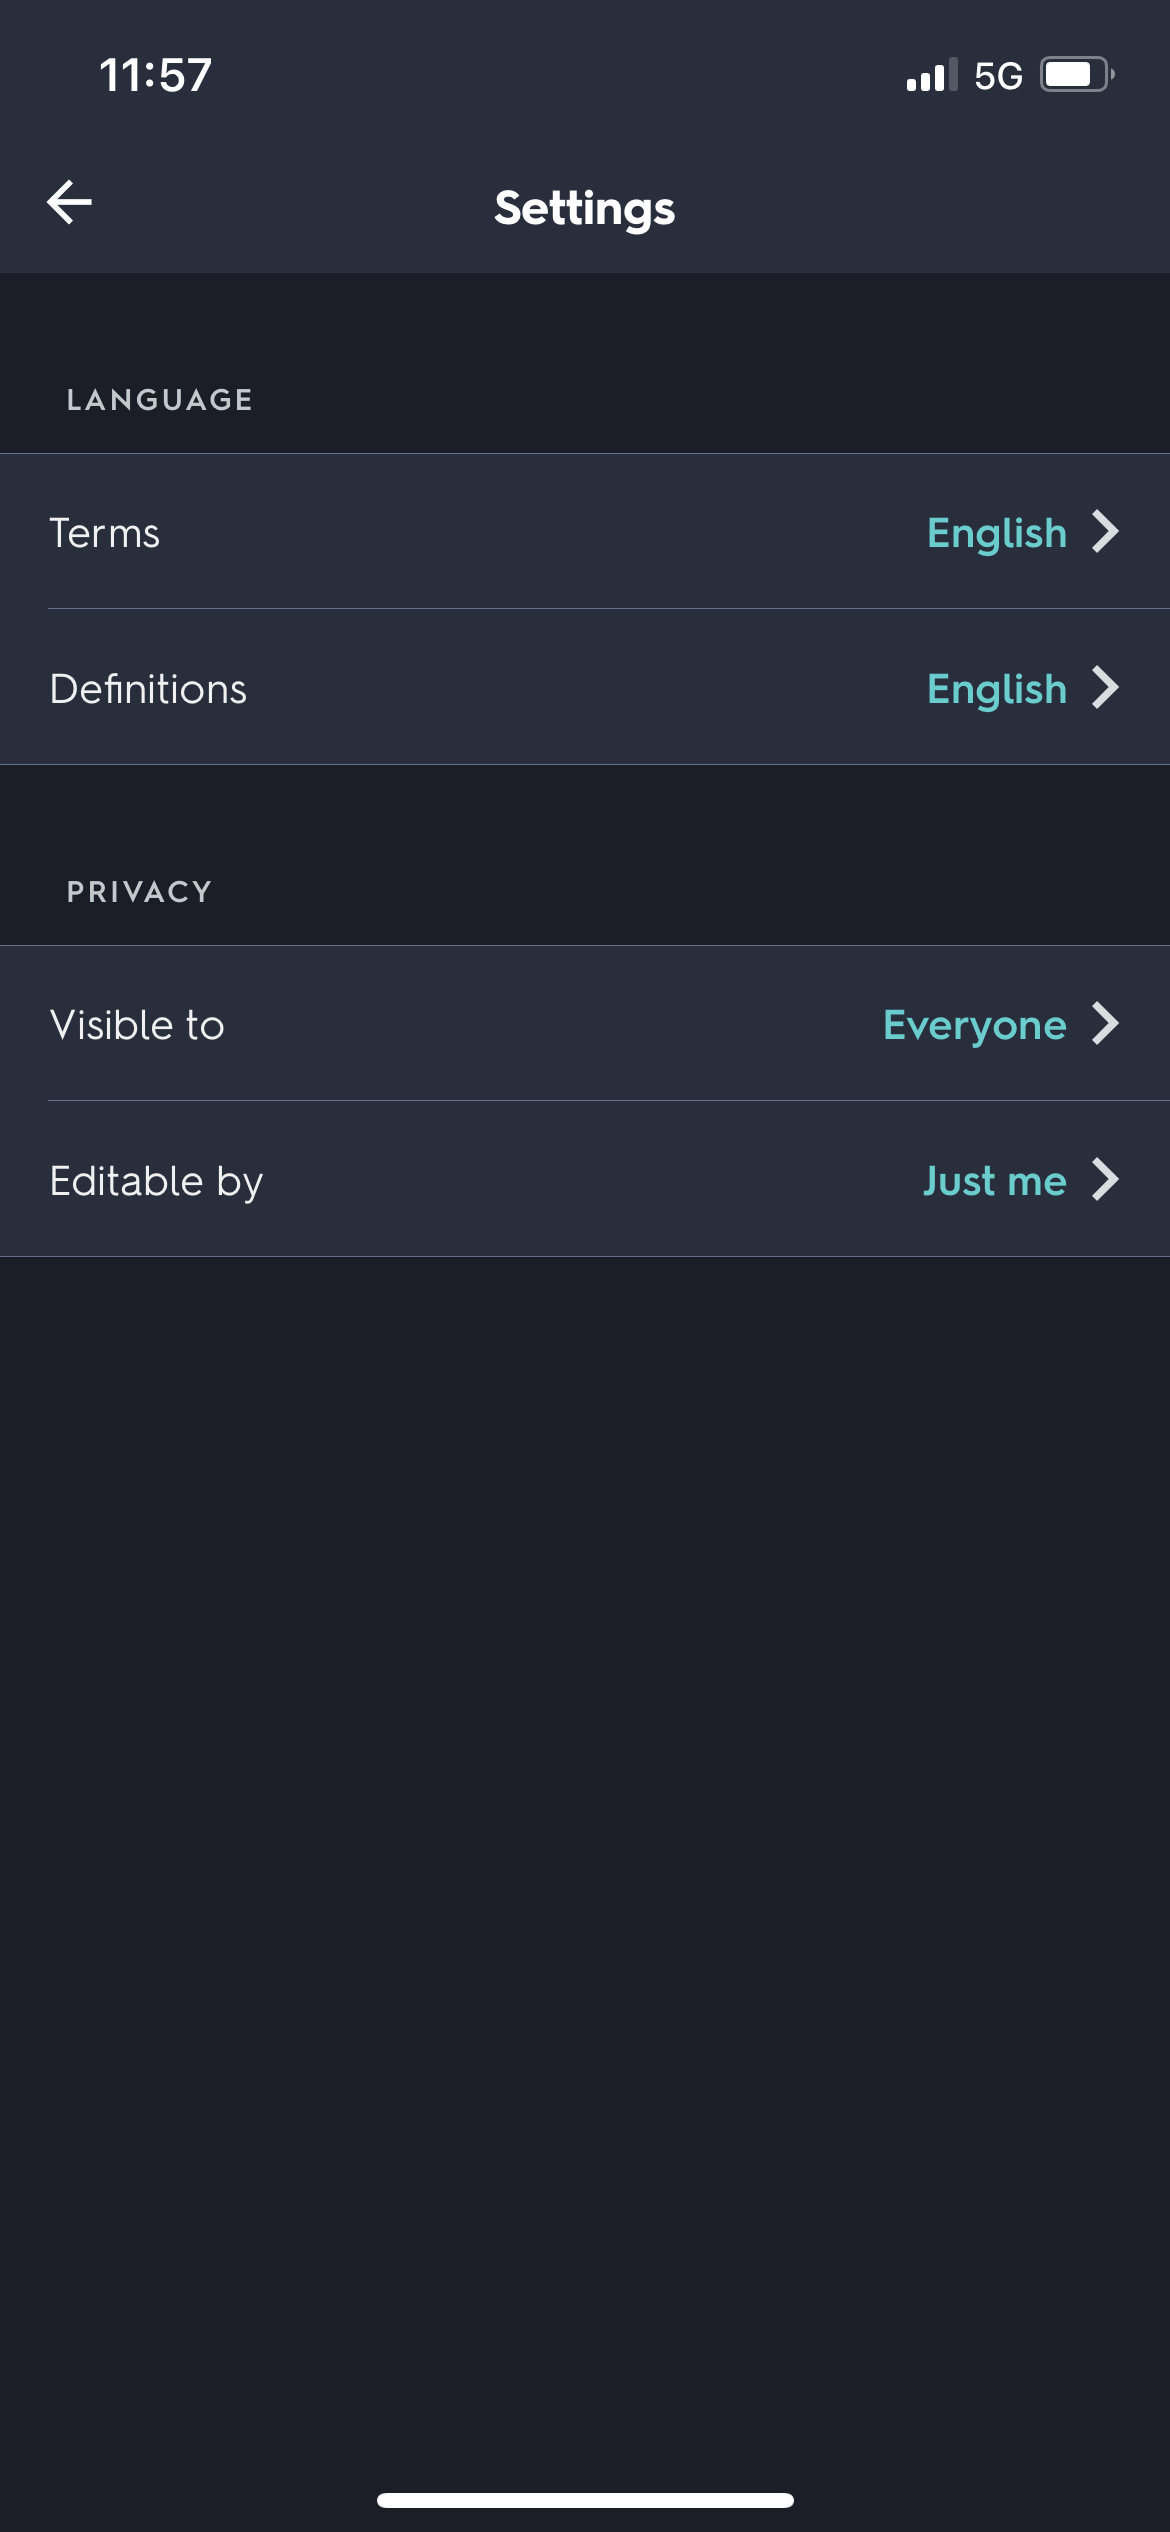 11:57 5G
Settings
LANGUAGE
Terms English
Definitions English
PRIVACY
Visible to Everyone
Editable by Just me